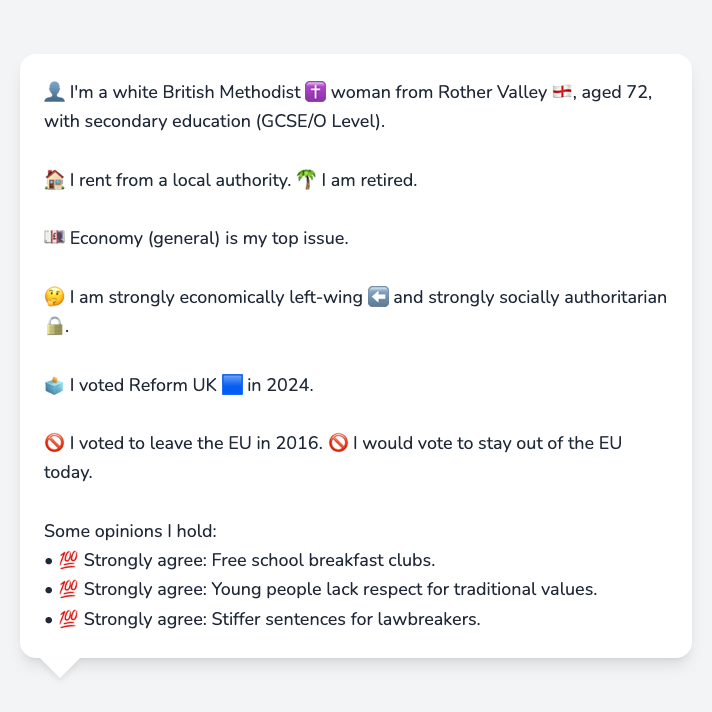 👤 I'm a white British Methodist ✝️ woman from Rother Valley 🏴󠁧󠁢󠁥󠁮󠁧󠁿, aged 72,
with secondary education (GCSE/O Level).
🏠 I rent from a local authority. 🌴 I am retired.
💷 Economy (general) is my top issue.
🤔 I am strongly economically left-wing ⬅️ and strongly socially authoritarian
🔒.
🗳️ I voted Reform UK 🟦 in 2024.
🚫 I voted to leave the EU in 2016. 🚫 I would vote to stay out of the EU
today.
Some opinions I hold:
• 💯 Strongly agree: Free school breakfast clubs.
• 💯 Strongly agree: Young people lack respect for traditional values.
• 💯 Strongly agree: Stiffer sentences for lawbreakers.